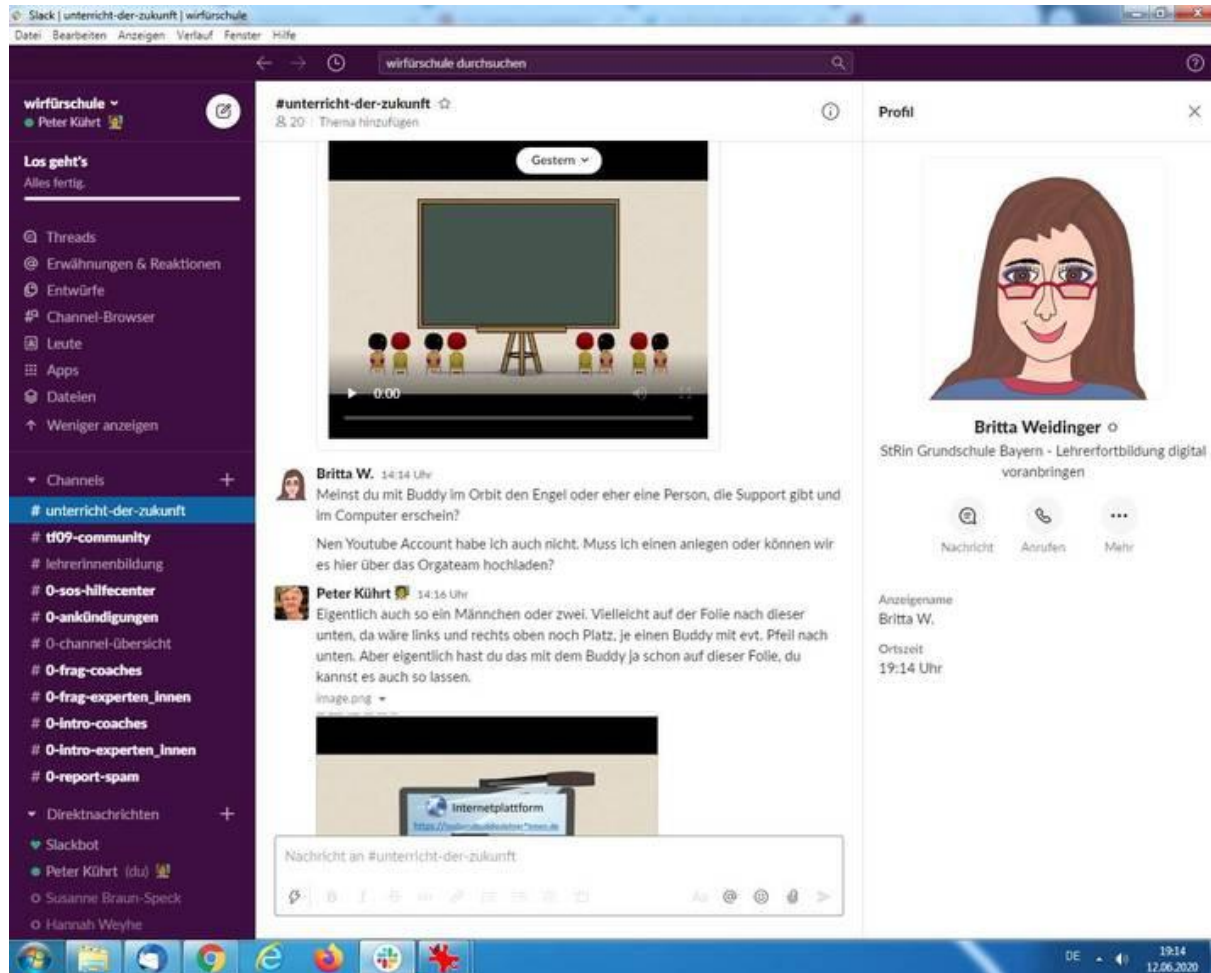 Slack | unterricht-der-zukunft | wirfürschule
Datei Bearbeiten Anzeigen Verlauf Fenster Hilfe
wirfürschule durchsuchen
wirfürschule
Peter Kührt
Los geht's
Alles fertig.
Threads
Erwähnungen & Reaktionen
Entwürfe
Channel-Browser
Leute
Apps
Dateien
Weniger anzeigen
Channels
# unterricht-der-zukunft
# tf09-community
# lehrerinnenbildung
# 0-sos-hilfecenter
# 0-ankündigungen
# 0-channel-übersicht
# 0-frag-coaches
# 0-frag-experten_innen
# 0-intro-coaches
# 0-intro-experten_innen
# 0-report-spam
Direktnachrichten
Slackbot
Peter Kührt (du)
Susanne Braun-Speck
Hannah Weyhe
#unterricht-der-zukunft
20 | Thema hinzufügen
Gestern
0:00
Britta W. 14:14 Uhr
Meinst du mit Buddy im Orbit den Engel oder eher eine Person, die Support gibt und
im Computer erschein?
Nen Youtube Account habe ich auch nicht. Muss ich einen anlegen oder können wir
es hier über das Orgateam hochladen?
Peter Kührt 14:16 Uhr
Eigentlich auch so ein Männchen oder zwei. Vielleicht auf der Folie nach dieser
unten, da wäre links und rechts oben noch Platz, je einen Buddy mit evt. Pfeil nach
unten. Aber eigentlich hast du das mit dem Buddy ja schon auf dieser Folie, du
kannst es auch so lassen.
image.png
Internetplattform
Nachricht an #unterricht-der-zukunft
Profil
Britta Weidinger
StRin Grundschule Bayern - Lehrerfortbildung digital
voranbringen
Nachricht Anrufen Mehr
Anzeigename
Britta W.
Ortszeit
19:14 Uhr
DE
19:14
12.06.2020